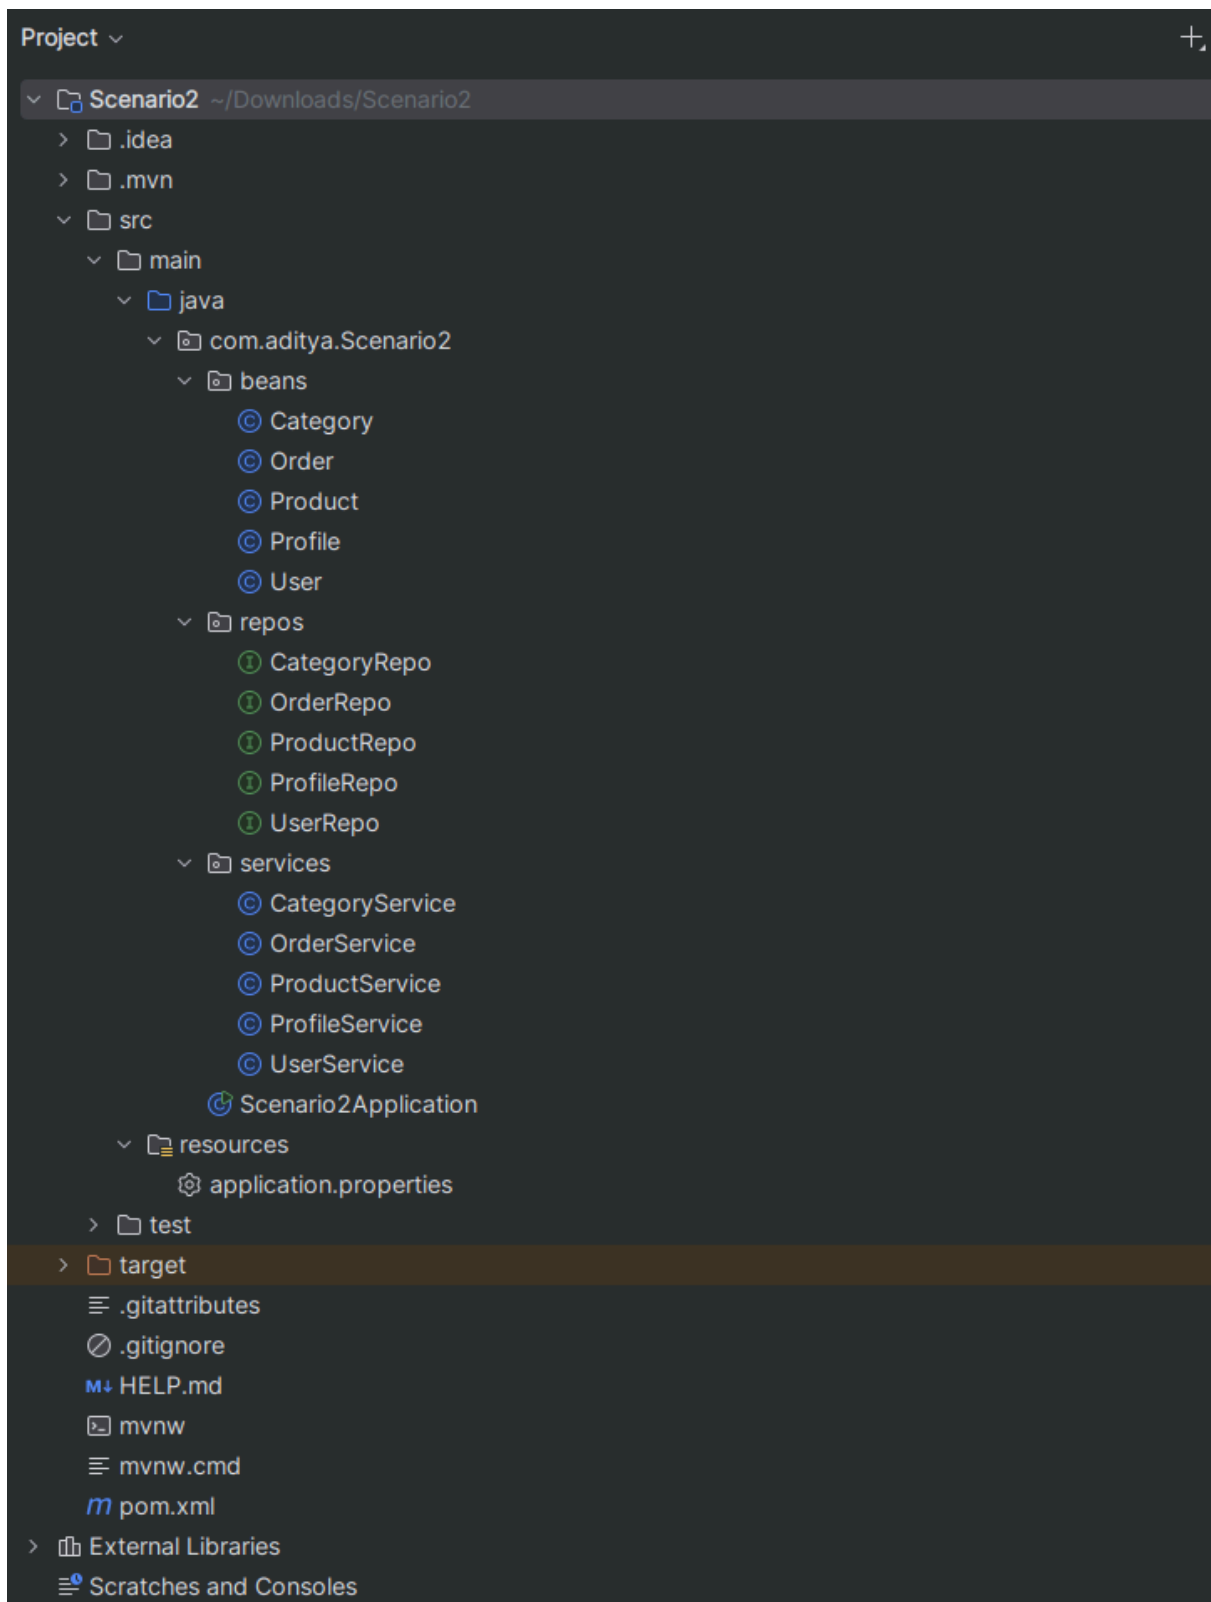 Project
Scenario2 ~/Downloads/Scenario2
.idea
.mvn
src
main
java
com.aditya.Scenario2
beans
Category
Order
Product
Profile
User
repos
CategoryRepo
OrderRepo
ProductRepo
ProfileRepo
UserRepo
services
CategoryService
OrderService
ProductService
ProfileService
UserService
Scenario2Application
resources
application.properties
test
target
.gitattributes
.gitignore
HELP.md
mvnw
mvnw.cmd
pom.xml
External Libraries
Scratches and Consoles